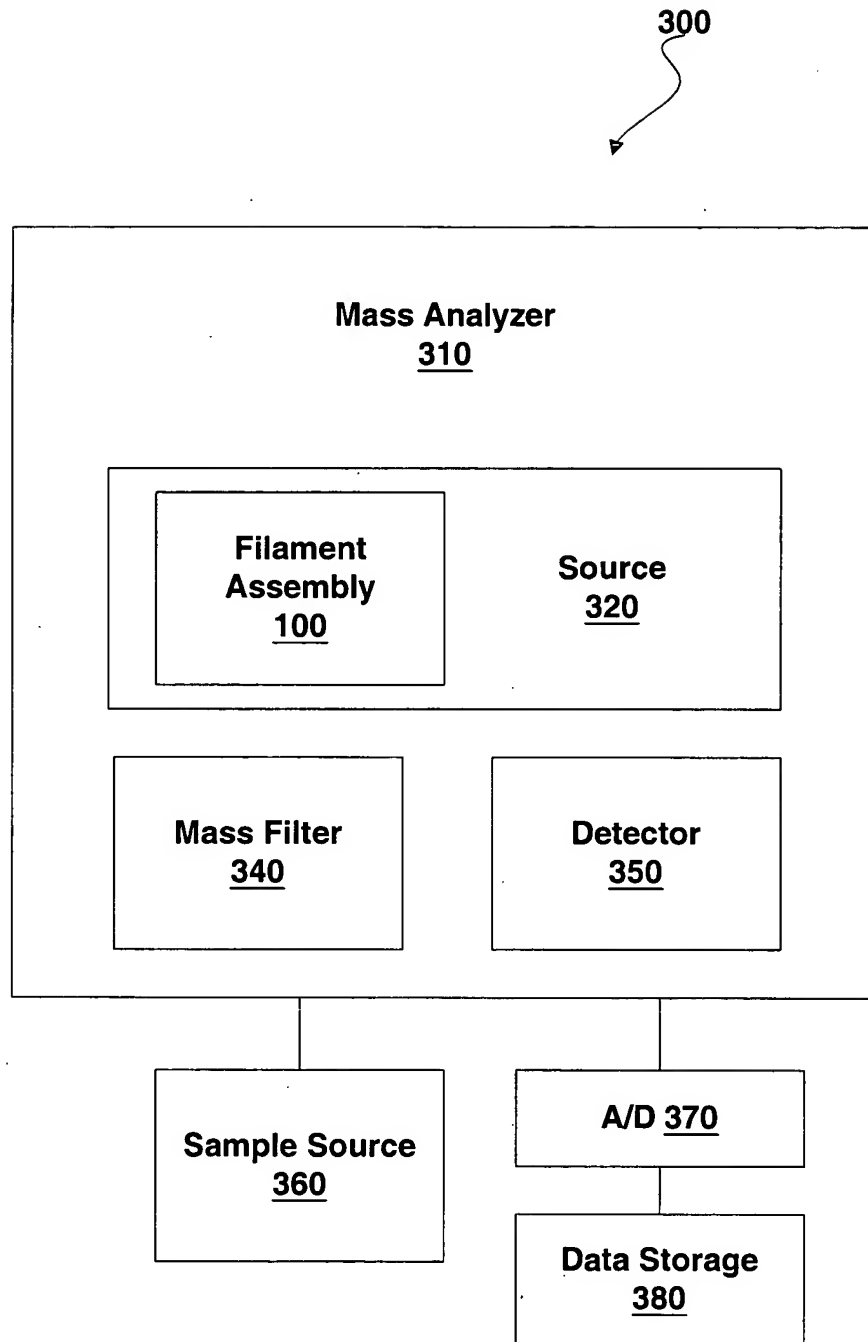 300
Mass Analyzer
310
Filament
Assembly
100
Source
320
Mass Filter
340
Detector
350
Sample Source
360
A/D 370
Data Storage
380